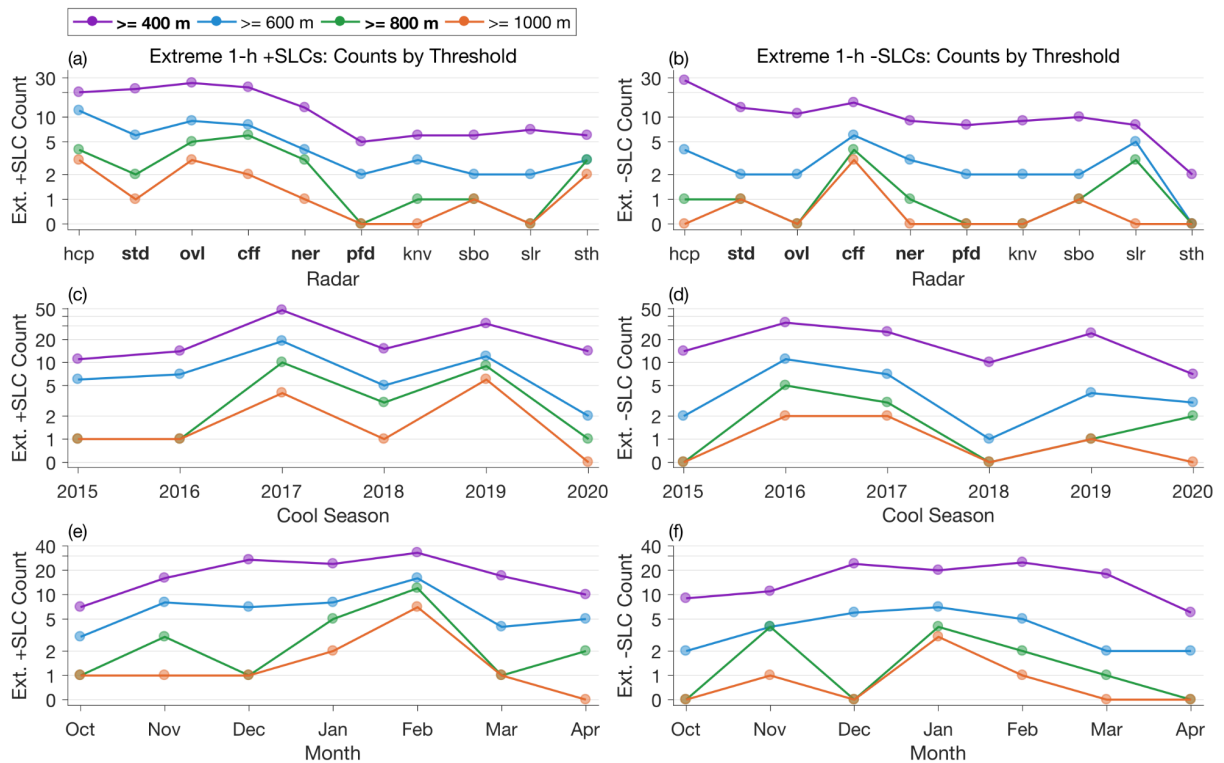 >= 400 m >= 600 m >= 800 m >= 1000 m
(a) Extreme 1-h +SLCs: Counts by Threshold
Ext. +SLC Count
30
10
5
2
1
0
hcp std ovl cff ner pfd knv sbo slr sth
Radar
(b) Extreme 1-h -SLCs: Counts by Threshold
Ext. -SLC Count
30
10
5
2
1
0
hcp std ovl cff ner pfd knv sbo slr sth
Radar
(c)
Ext. +SLC Count
50
20
10
5
2
1
0
2015 2016 2017 2018 2019 2020
Cool Season
(d)
Ext. -SLC Count
50
20
10
5
2
1
0
2015 2016 2017 2018 2019 2020
Cool Season
(e)
Ext. +SLC Count
40
20
10
5
2
1
0
Oct Nov Dec Jan Feb Mar Apr
Month
(f)
Ext. -SLC Count
40
20
10
5
2
1
0
Oct Nov Dec Jan Feb Mar Apr
Month